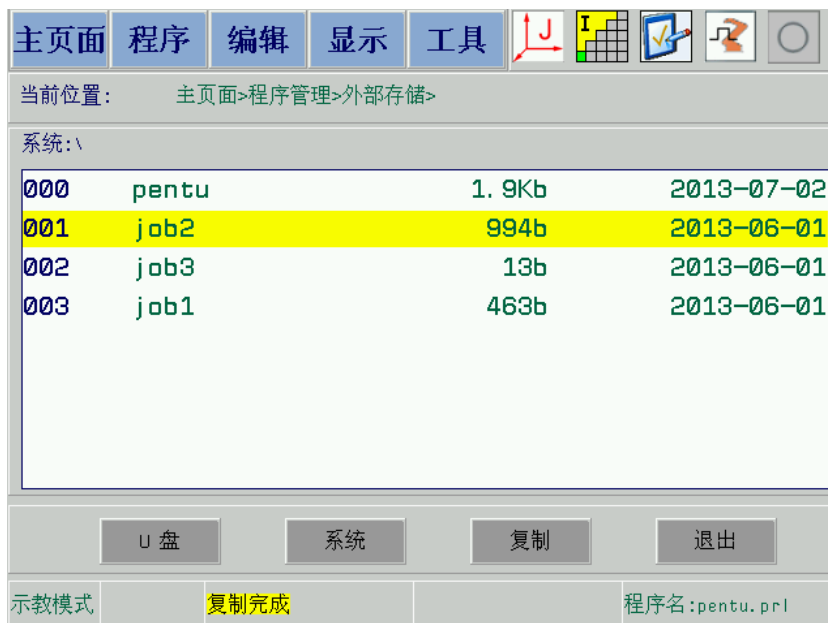 主页面 程序 编辑 显示 工具 J I
当前位置: 主页面>程序管理>外部存储>
系统:\
000 pentu 1.9Kb 2013-07-02
001 job2 994b 2013-06-01
002 job3 13b 2013-06-01
003 job1 463b 2013-06-01
U盘 系统 复制 退出
示教模式 复制完成 程序名:pentu.prl